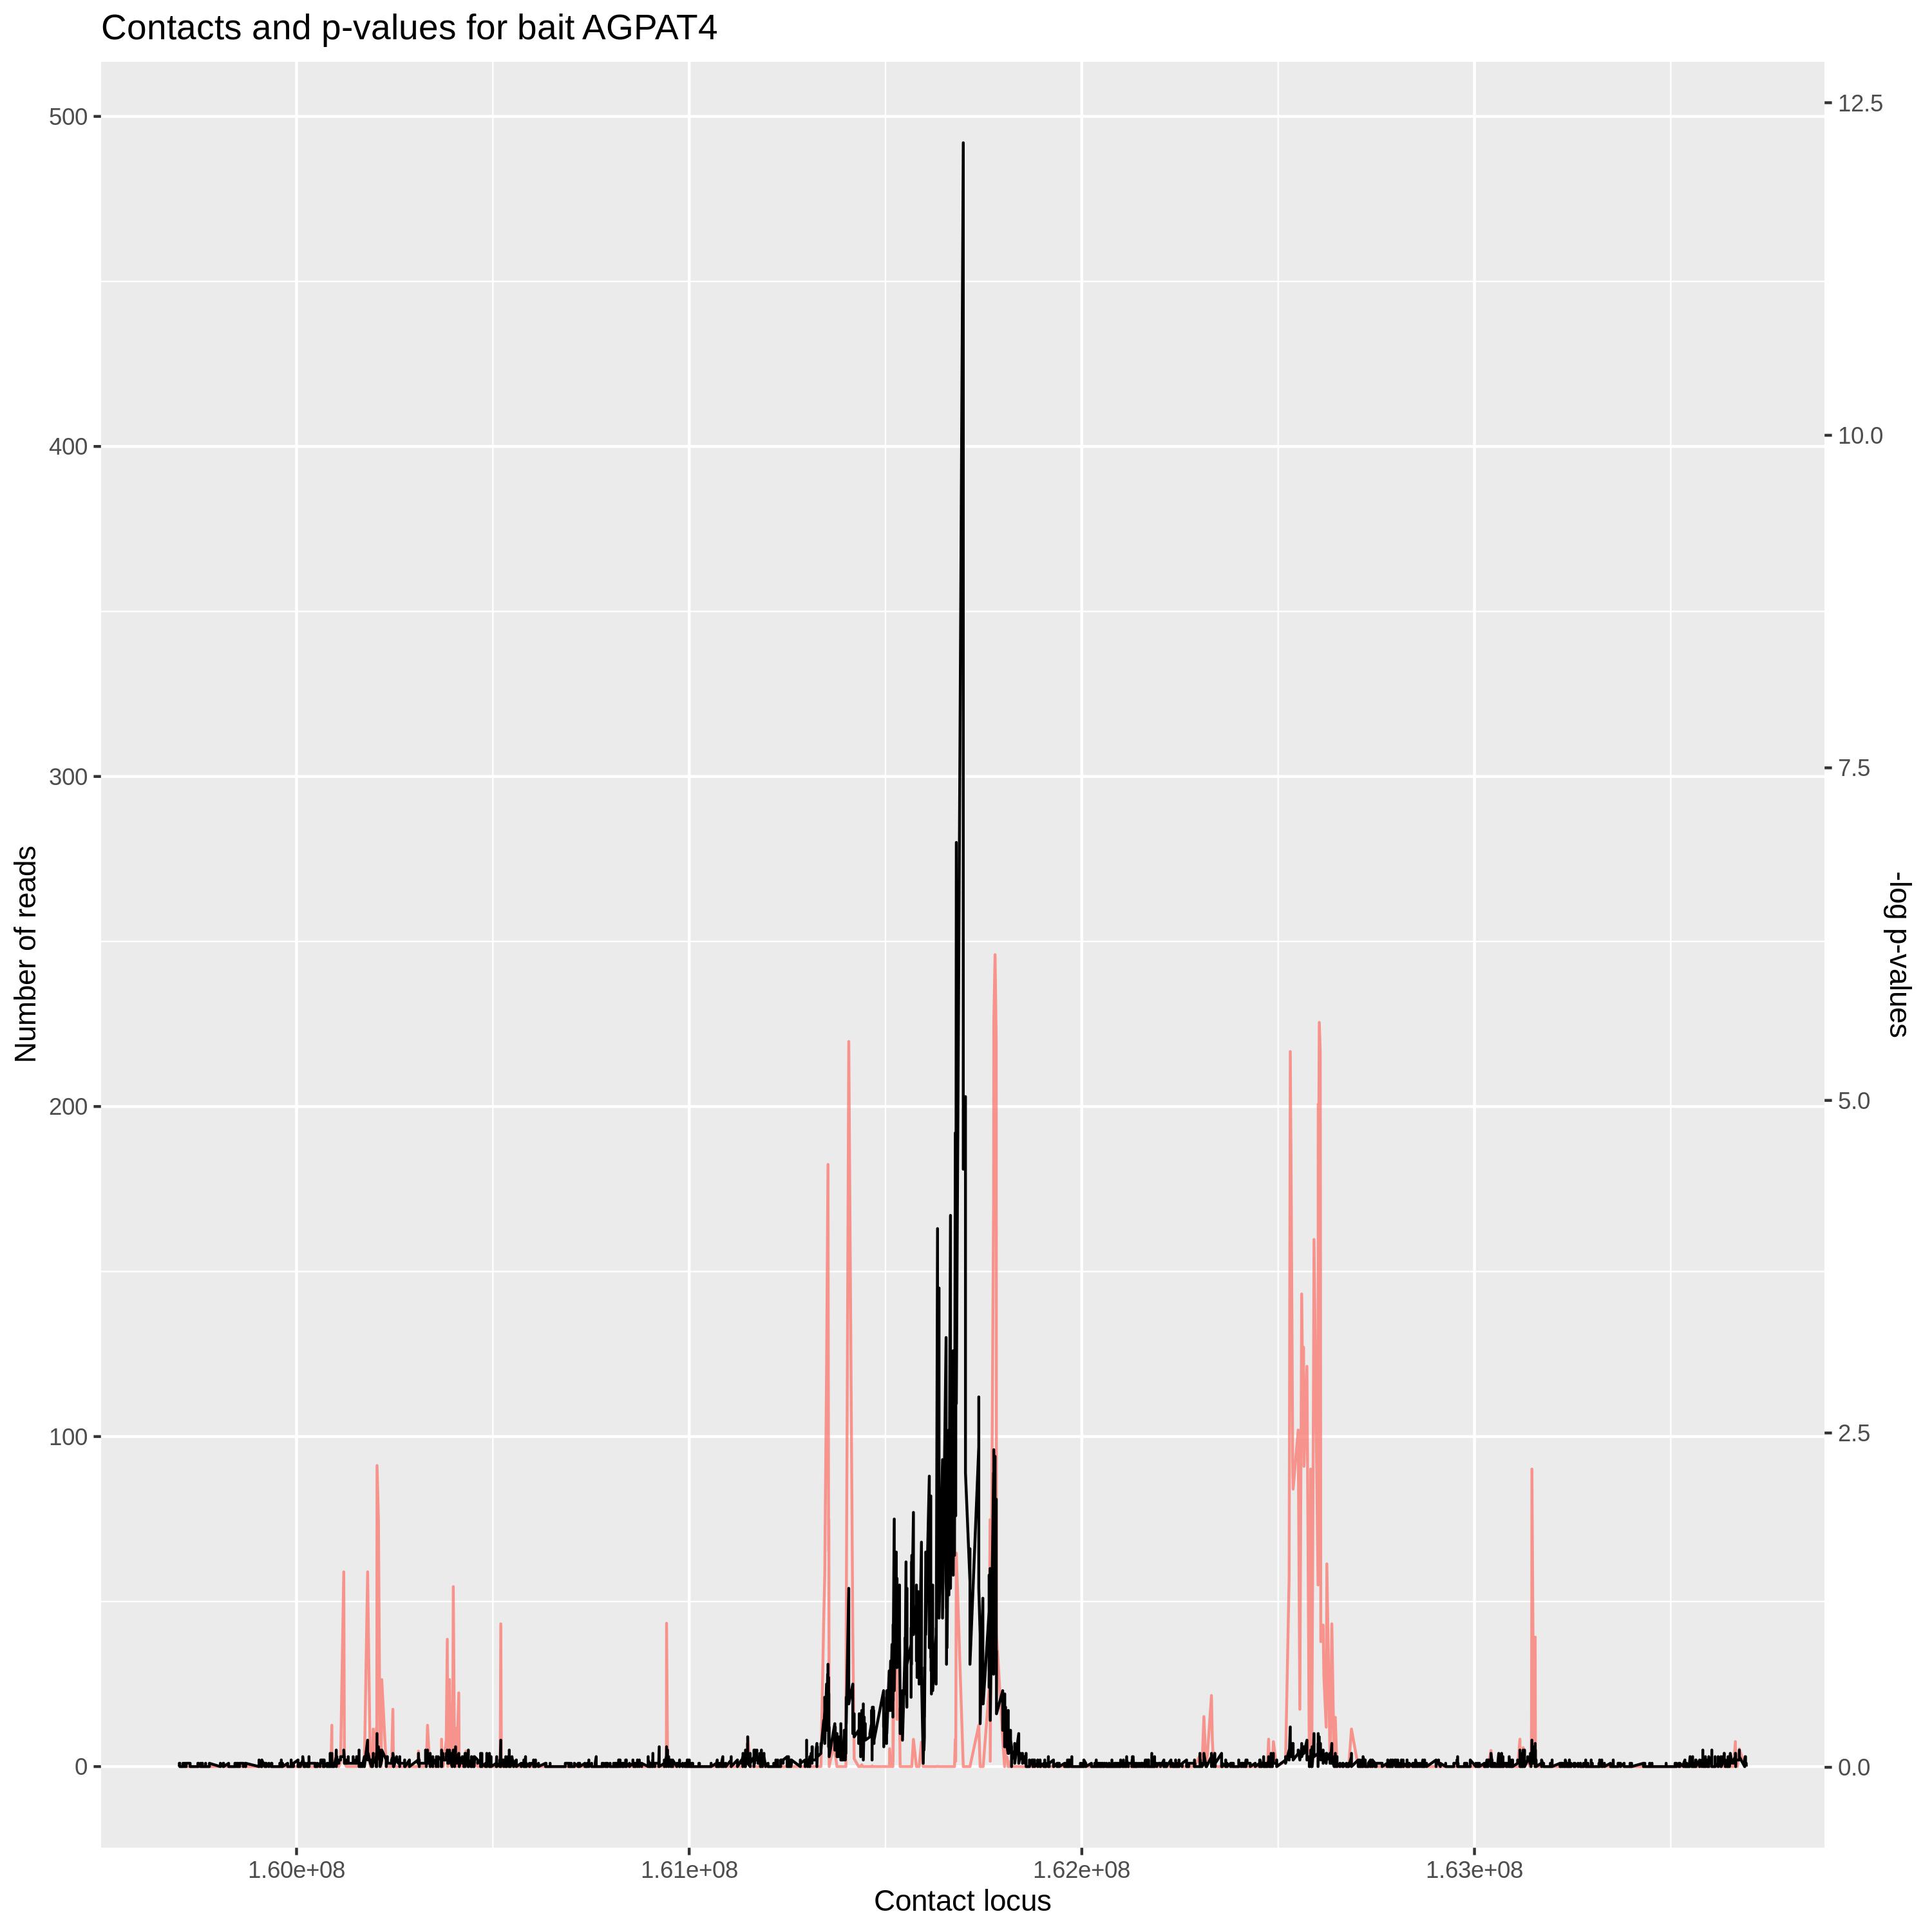 Contacts and p-values for bait AGPAT4
500
400
300
200
100
0
Number of reads
12.5
10.0
7.5
5.0
2.5
0.0
-log p-values
1.60e+08
1.61e+08
1.62e+08
1.63e+08
Contact locus